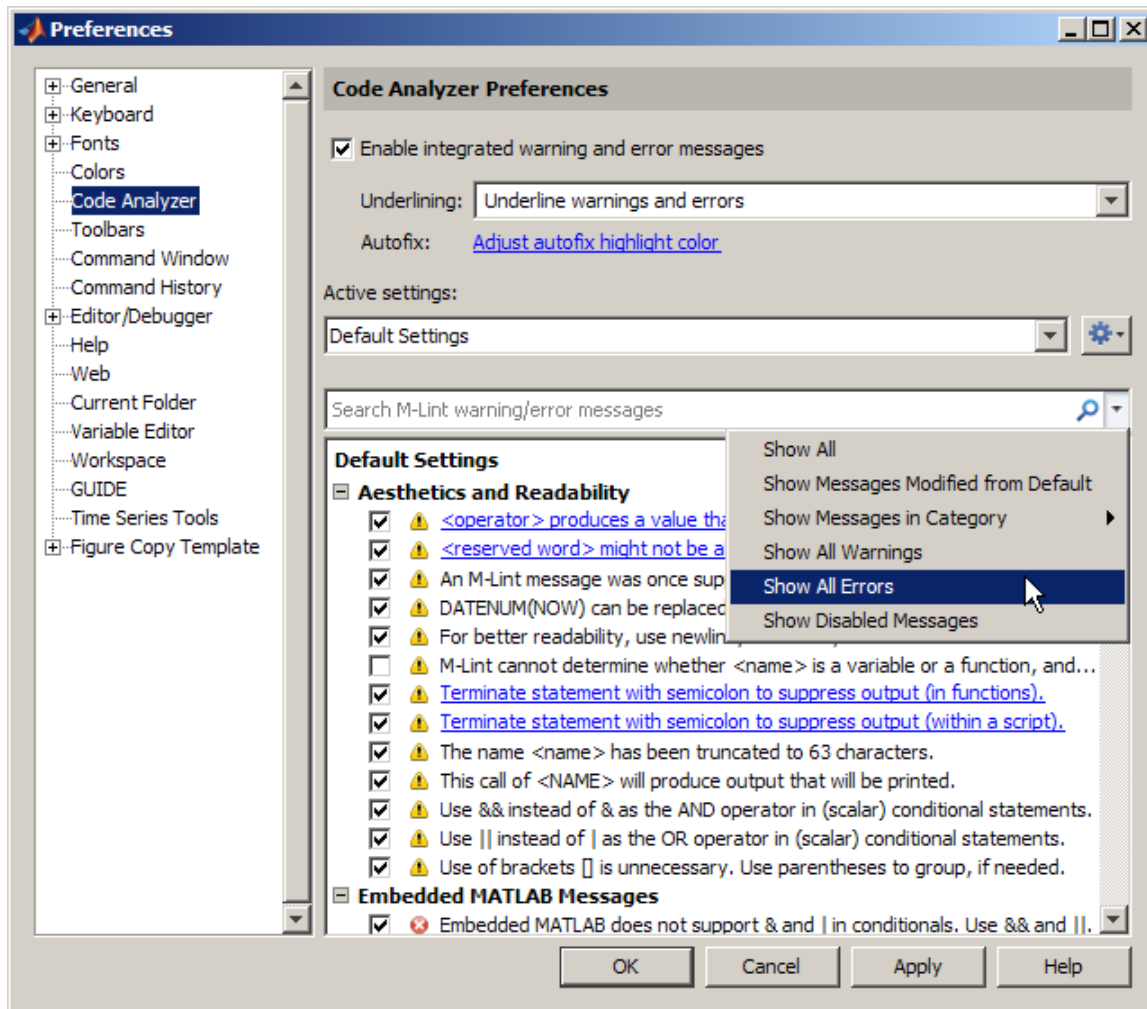 Preferences
General
Keyboard
Fonts
Colors
Code Analyzer
Toolbars
Command Window
Command History
Editor/Debugger
Help
Web
Current Folder
Variable Editor
Workspace
GUIDE
Time Series Tools
Figure Copy Template
Code Analyzer Preferences
Enable integrated warning and error messages
Underlining: Underline warnings and errors
Autofix: Adjust autofix highlight color
Active settings:
Default Settings
Search M-Lint warning/error messages
Show All
Show Messages Modified from Default
Show Messages in Category
Show All Warnings
Show All Errors
Show Disabled Messages
Default Settings
Aesthetics and Readability
<operator> produces a value
<reserved word> might not be a
An M-Lint message was once
DATENUM(NOW) can be replaced
For better readability, use
M-Lint cannot determine whether <name> is a variable or a function, and...
Terminate statement with semicolon to suppress output (in functions).
Terminate statement with semicolon to suppress output (within a script).
The name <name> has been truncated to 63 characters.
This call of <NAME> will produce output that will be printed.
Use && instead of & as the AND operator in (scalar) conditional statements.
Use || instead of | as the OR operator in (scalar) conditional statements.
Use of brackets [] is unnecessary. Use parentheses to group, if needed.
Embedded MATLAB Messages
Embedded MATLAB does not support & and | in conditionals. Use && and ||.
OK
Cancel
Apply
Help